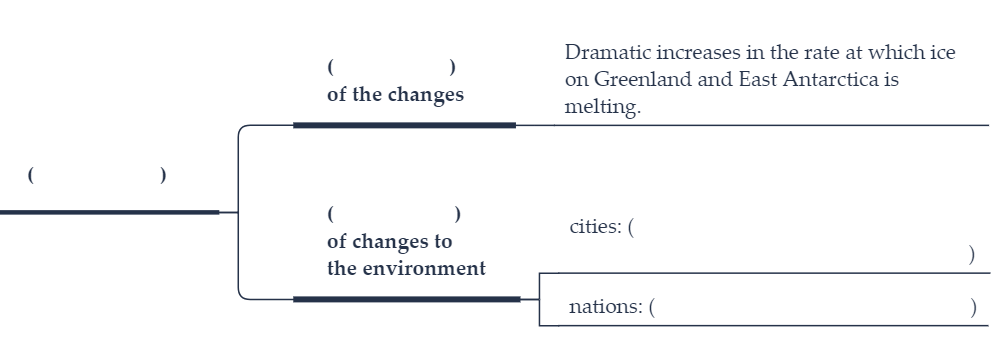 (                    )
of the changes
Dramatic increases in the rate at which ice
on Greenland and East Antarctica is
melting.
(                    )
(                    )
of changes to
the environment
cities: (
)
nations: (                    )